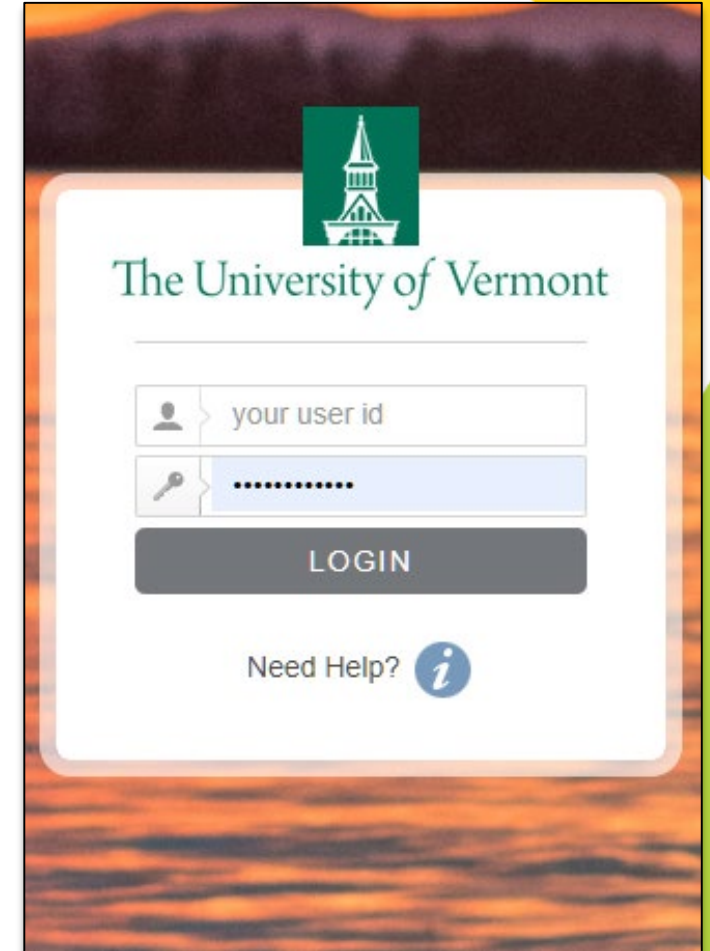 The University of Vermont
your user id
••••••••••••
LOGIN
Need Help? i